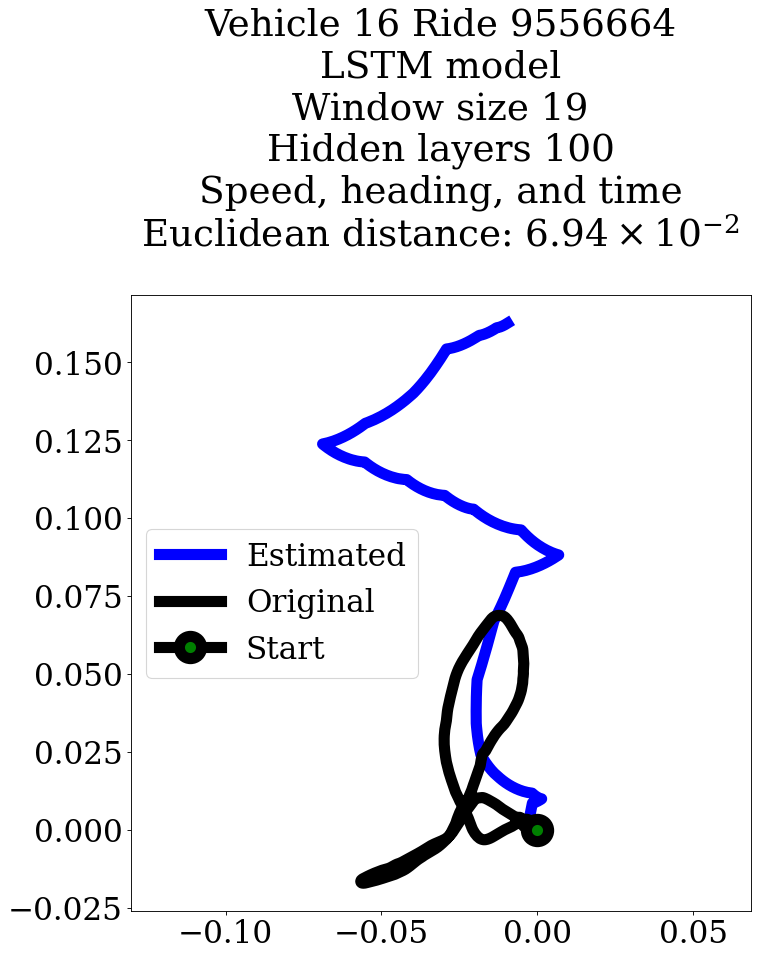 Vehicle 16 Ride 9556664
LSTM model
Window size 19
Hidden layers 100
Speed, heading, and time
Euclidean distance: 6.94 × 10⁻²
0.150
0.125
0.100
0.075
0.050
0.025
0.000
−0.025
Estimated
Original
Start
−0.10
−0.05
0.00
0.05